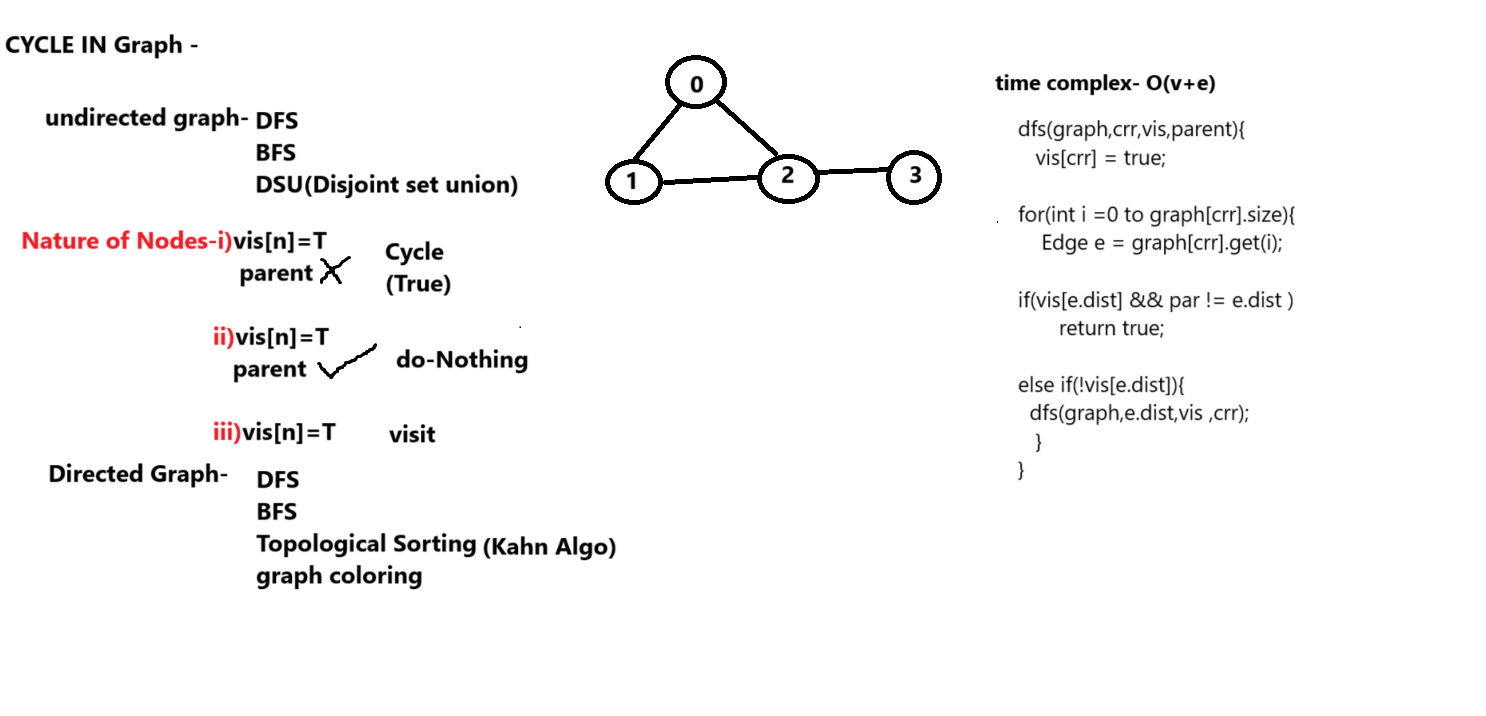 CYCLE IN Graph -
undirected graph- DFS
BFS
DSU(Disjoint set union)
Nature of Nodes-i)vis[n]=T
parent
Cycle
(True)
ii)vis[n]=T
parent
do-Nothing
iii)vis[n]=T visit
Directed Graph- DFS
BFS
Topological Sorting (Kahn Algo)
graph coloring
0
1
2
3
time complex- O(v+e)
dfs(graph,crr,vis,parent){
vis[crr] = true;
for(int i =0 to graph[crr].size){
Edge e = graph[crr].get(i);
if(vis[e.dist] && par != e.dist )
return true;
else if(!vis[e.dist]){
dfs(graph,e.dist,vis ,crr);
}
}